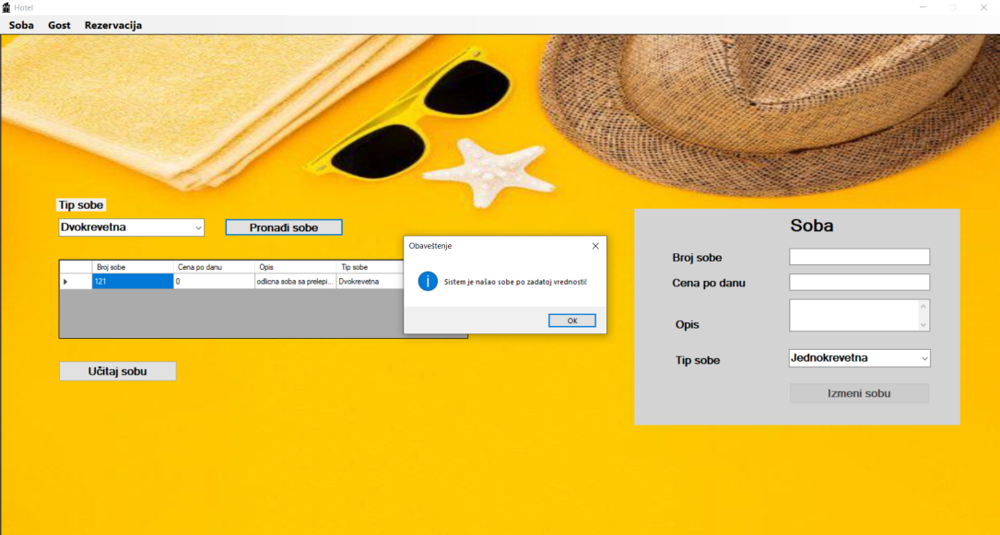 Hotel
Soba Gost Rezervacija
Tip sobe
Dvokrevetna
Pronađi sobe
Broj sobe Cena po danu Opis Tip sobe
121 0 odlicna soba sa prelepi... Dvokrevetna
Učitaj sobu
Obaveštenje
Sistem je našao sobe po zadatoj vrednosti!
OK
Soba
Broj sobe
Cena po danu
Opis
Tip sobe
Jednokrevetna
Izmeni sobu